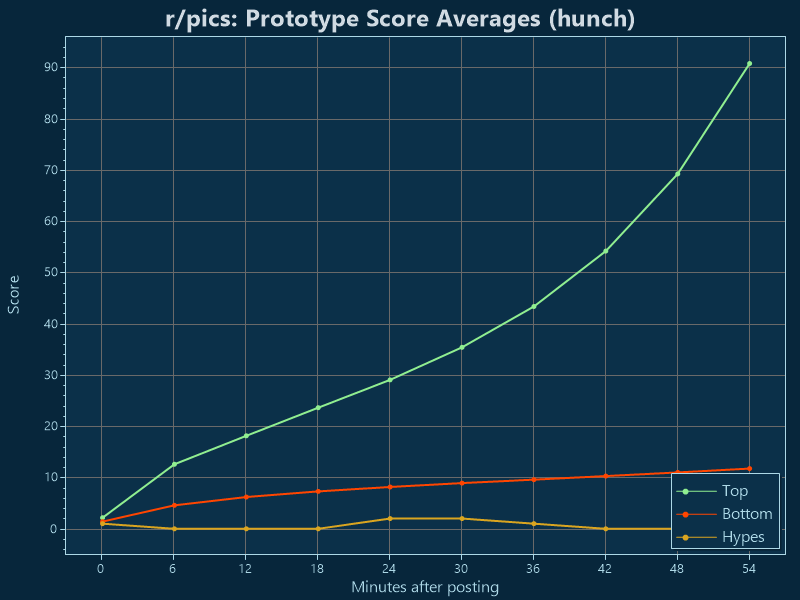 r/pics: Prototype Score Averages (hunch)
90
80
70
60
50
40
30
20
10
0
Score
Top
Bottom
Hypes
0 6 12 18 24 30 36 42 48 54
Minutes after posting